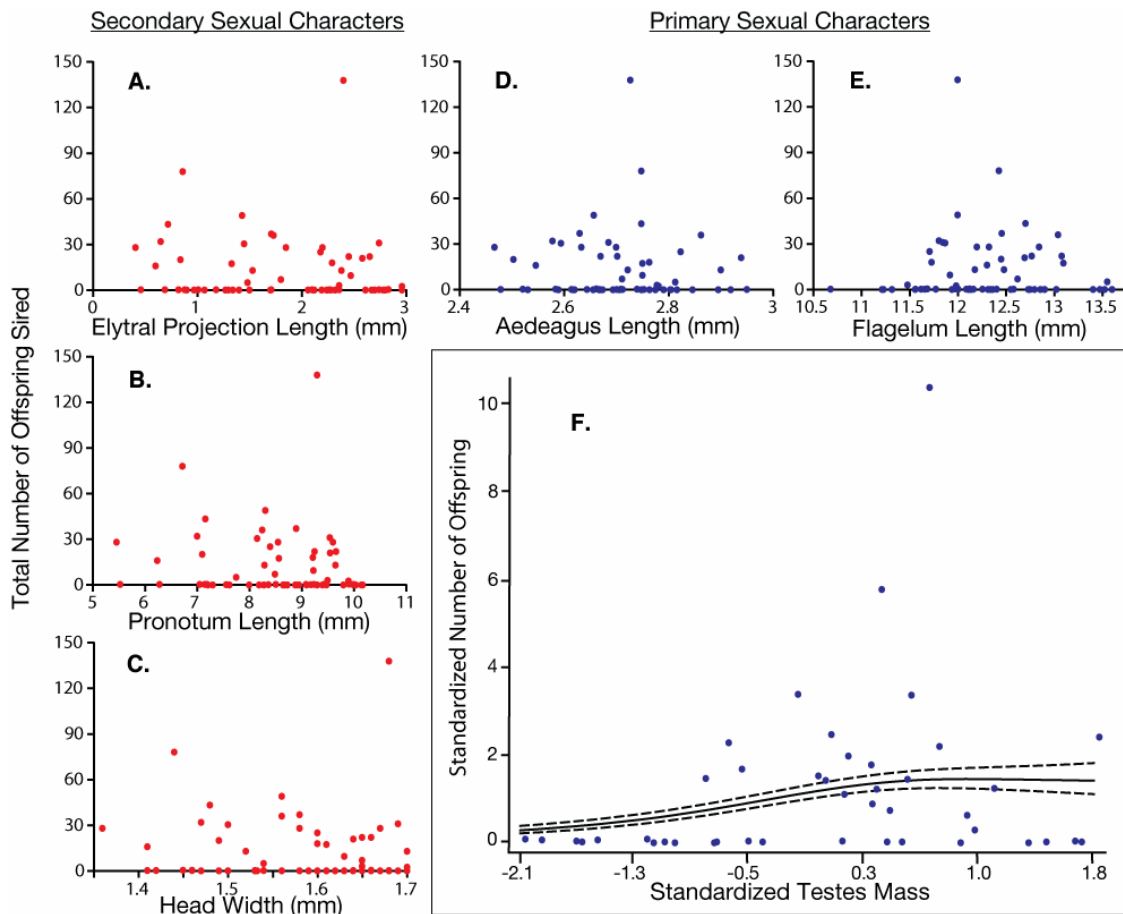 Secondary Sexual Characters
Primary Sexual Characters
Total Number of Offspring Sired
A.
150
120
90
60
30
0
0 1 2 3
Elytral Projection Length (mm)
D.
150
120
90
60
30
0
2.4 2.6 2.8 3
Aedeagus Length (mm)
E.
150
120
90
60
30
0
10.5 11 11.5 12 12.5 13 13.5
Flagelum Length (mm)
B.
150
120
90
60
30
0
5 6 7 8 9 10 11
Pronotum Length (mm)
C.
150
120
90
60
30
0
1.4 1.5 1.6 1.7
Head Width (mm)
F.
Standardized Number of Offspring
10
8
6
4
2
0
-2.1 -1.3 -0.5 0.3 1.0 1.8
Standardized Testes Mass